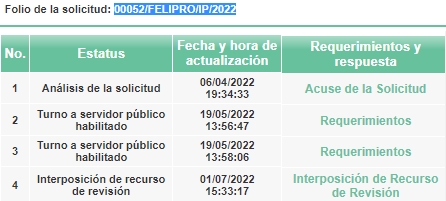 Folio de la solicitud: 00052/FELIPRO/IP/2022
No. Estatus Fecha y hora de actualización Requerimientos y respuesta
1 Análisis de la solicitud 06/04/2022 19:34:33 Acuse de la Solicitud
2 Turno a servidor público habilitado 19/05/2022 13:56:47 Requerimientos
3 Turno a servidor público habilitado 19/05/2022 13:58:06 Requerimientos
4 Interposición de recurso de revisión 01/07/2022 15:33:17 Interposición de Recurso de Revisión